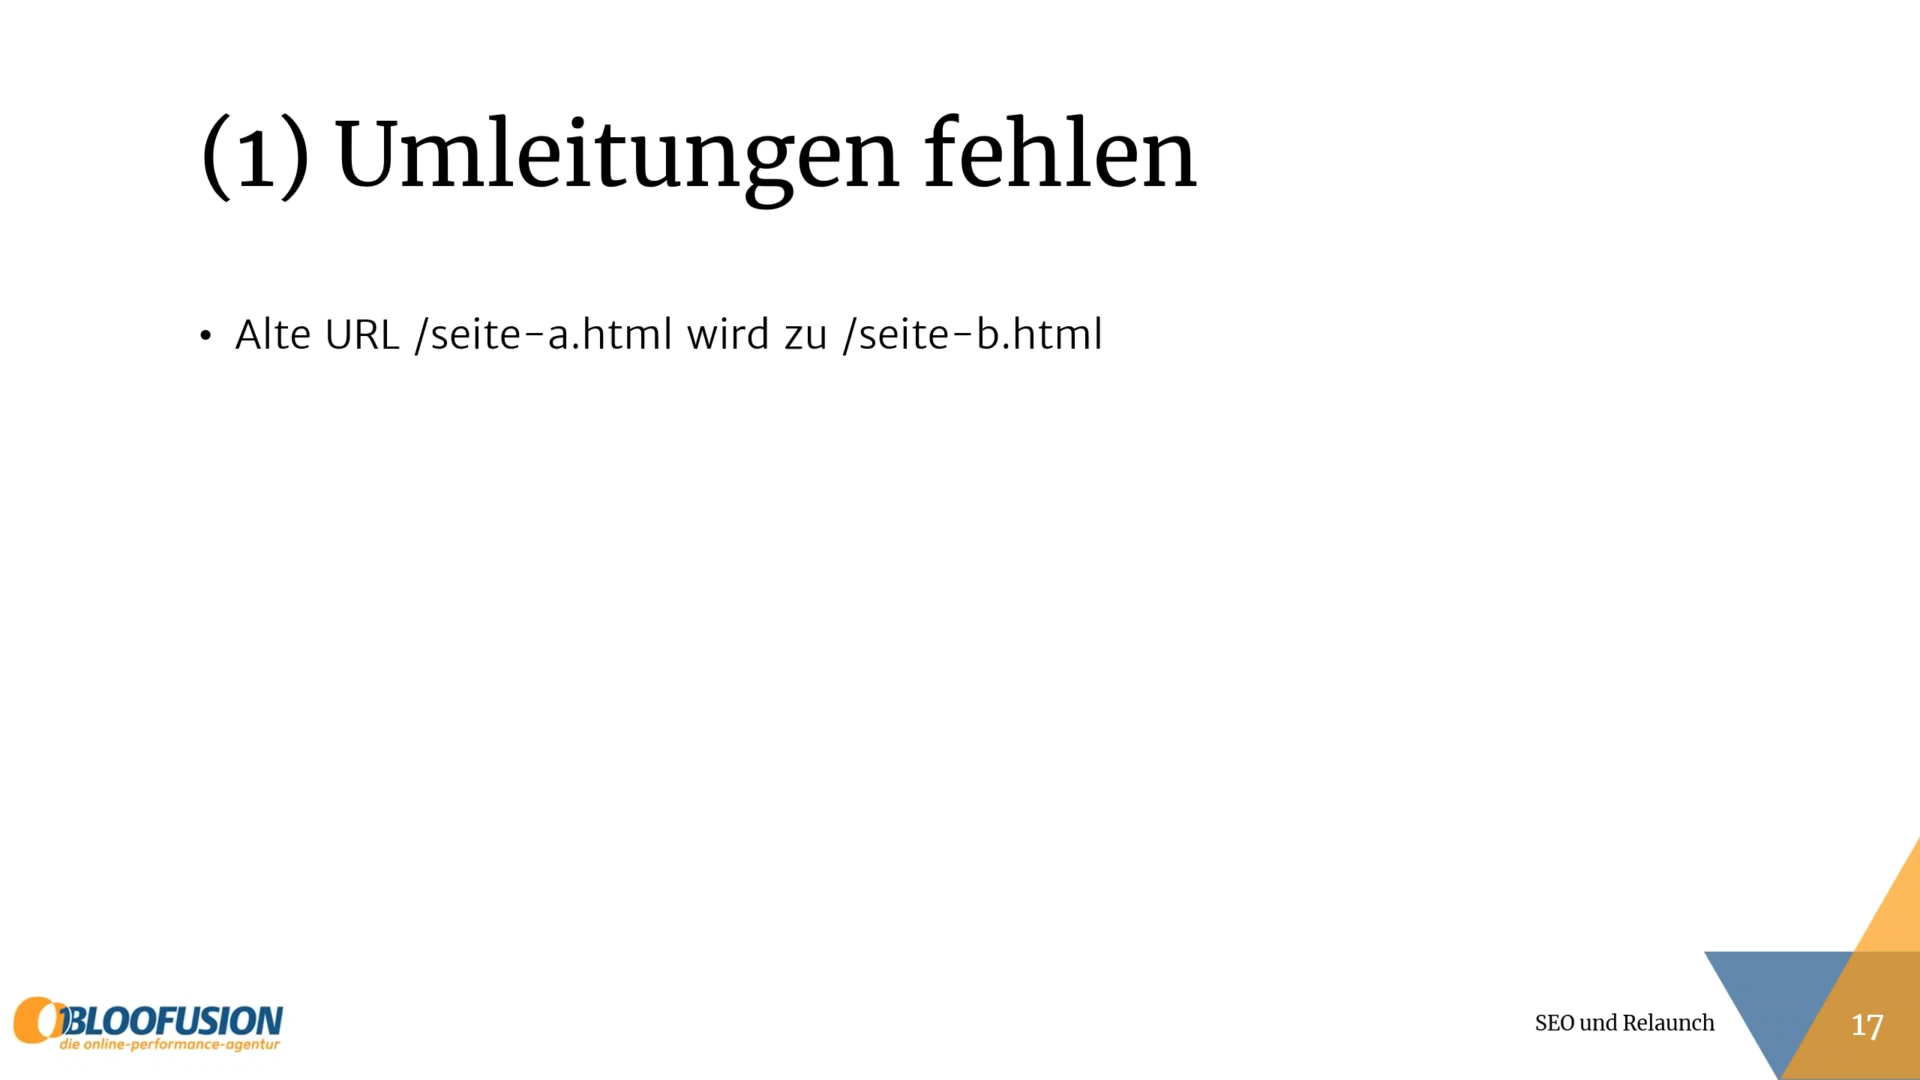 (1) Umleitungen fehlen
• Alte URL /seite-a.html wird zu /seite-b.html
BLOOFUSION
die online-performance-agentur
SEO und Relaunch
17